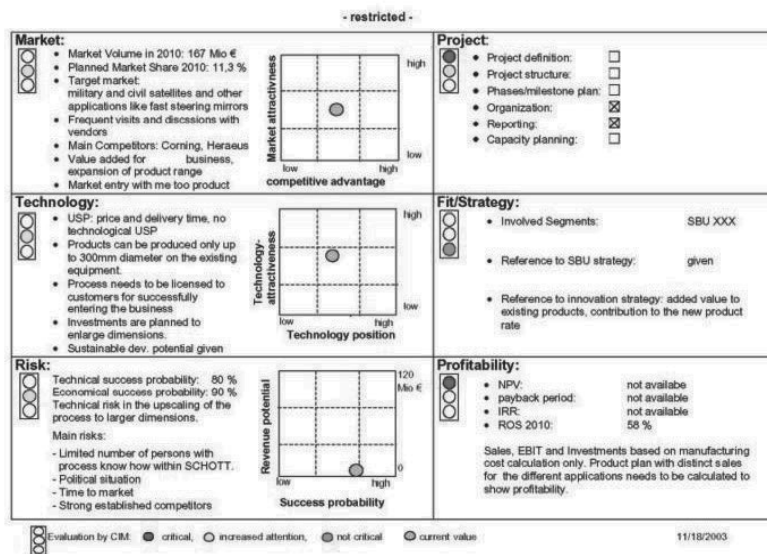 - restricted -
Market:
• Market Volume in 2010: 167 Mio €
• Planned Market Share 2010: 11,3 %
• Target market:
military and civil satellites and other
applications like fast steering mirrors
• Frequent visits and discssions with
vendors
• Main Competitors: Corning, Heraeus
• Value added for business,
expansion of product range
• Market entry with me too product
Market attractivness
high
low
low high
competitive advantage
Project:
• Project definition: ☐
• Project structure: ☐
• Phases/milestone plan: ☐
• Organization: ☒
• Reporting: ☒
• Capacity planning: ☐
Technology:
• USP: price and delivery time, no
technological USP
• Products can be produced only up
to 300mm diameter on the existing
equipment.
• Process needs to be licensed to
customers for successfully
entering the business
• Investments are planned to
enlarge dimensions.
• Sustainable dev. potential given
Technology-
attractiveness
high
low
low high
Technology position
Fit/Strategy:
• Involved Segments: SBU XXX
• Reference to SBU strategy: given
• Reference to innovation strategy: added value to
existing products, contribution to the new product
rate
Risk:
Technical success probability: 80 %
Economical success probability: 90 %
Technical risk in the upscaling of the
process to larger dimensions.
Main risks:
- Limited number of persons with
process know how within SCHOTT.
- Political situation
- Time to market
- Strong established competitors
Revenue potential
120
Mio €
0
low high
Success probability
Profitability:
• NPV: not availabe
• payback period: not availabe
• IRR: not availabe
• ROS 2010: 58 %
Sales, EBIT and Investments based on manufacturing
cost calculation only. Product plan with distinct sales
for the different applications needs to be calculated to
show profitability.
Evaluation by CIM: critical, increased attention, not critical current value
11/18/2003